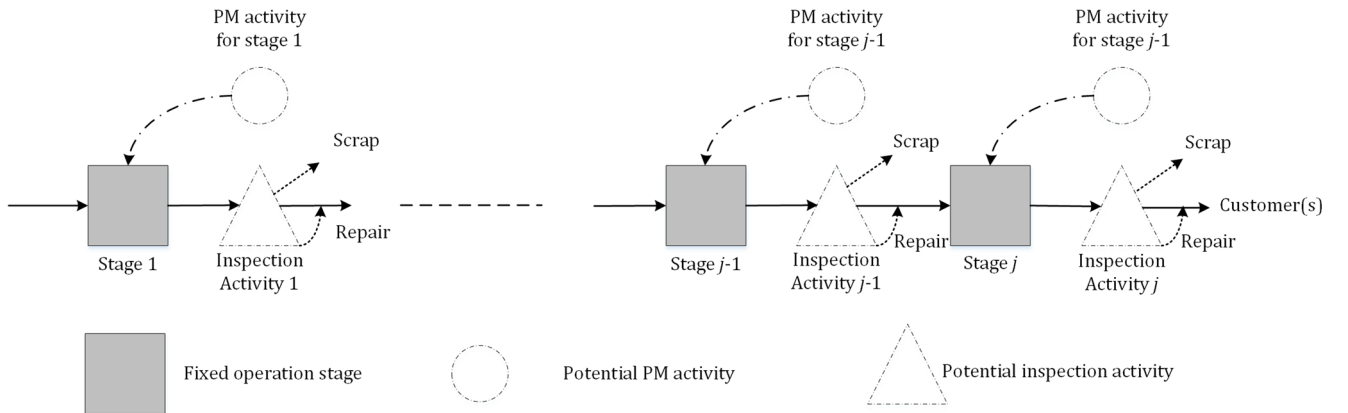 PM activity
for stage 1
PM activity
for stage j-1
PM activity
for stage j-1
Scrap
Scrap
Scrap
Customer(s)
Repair
Repair
Repair
Stage 1
Inspection
Activity 1
Stage j-1
Inspection
Activity j-1
Stage j
Inspection
Activity j
Fixed operation stage
Potential PM activity
Potential inspection activity